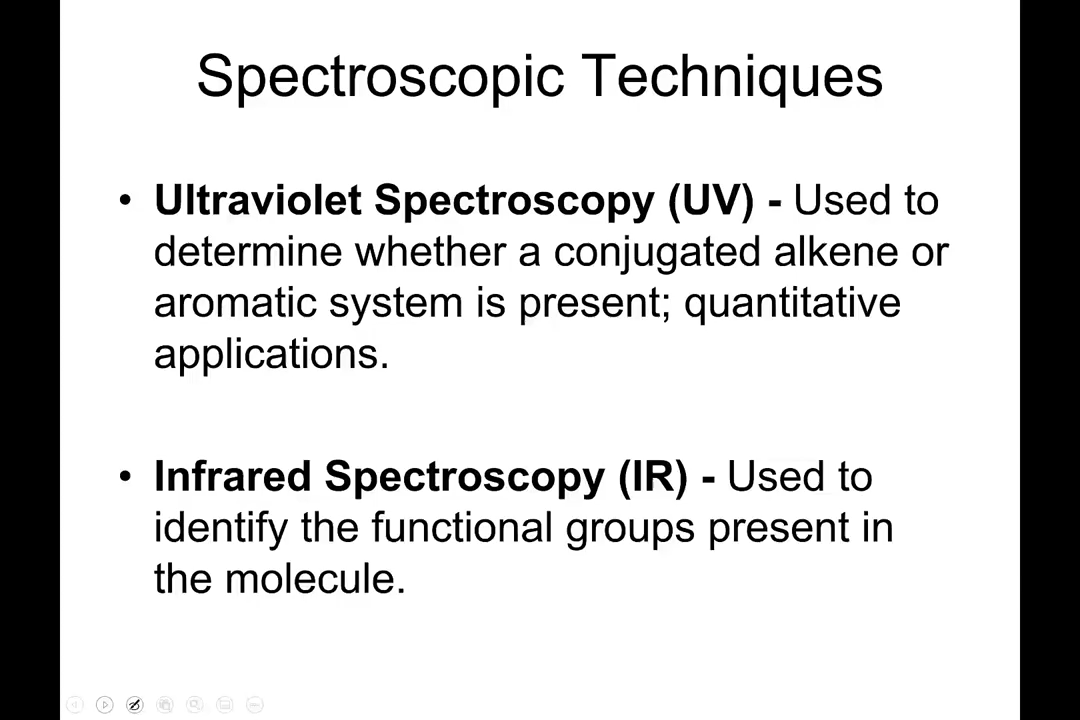 Spectroscopic Techniques
• Ultraviolet Spectroscopy (UV) - Used to
determine whether a conjugated alkene or
aromatic system is present; quantitative
applications.
• Infrared Spectroscopy (IR) - Used to
identify the functional groups present in
the molecule.